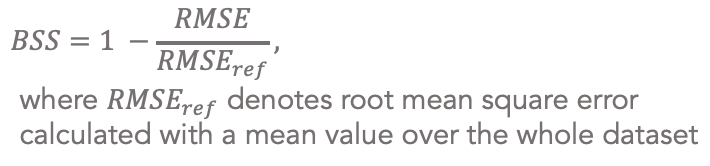 BSS = 1 − RMSE / RMSE_ref,
where RMSE_ref denotes root mean square error
calculated with a mean value over the whole dataset